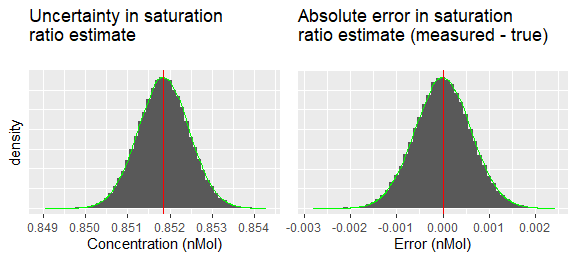 Uncertainty in saturation
ratio estimate
density
0.849 0.850 0.851 0.852 0.853 0.854
Concentration (nMol)
Absolute error in saturation
ratio estimate (measured - true)
-0.003 -0.002 -0.001 0.000 0.001 0.002
Error (nMol)